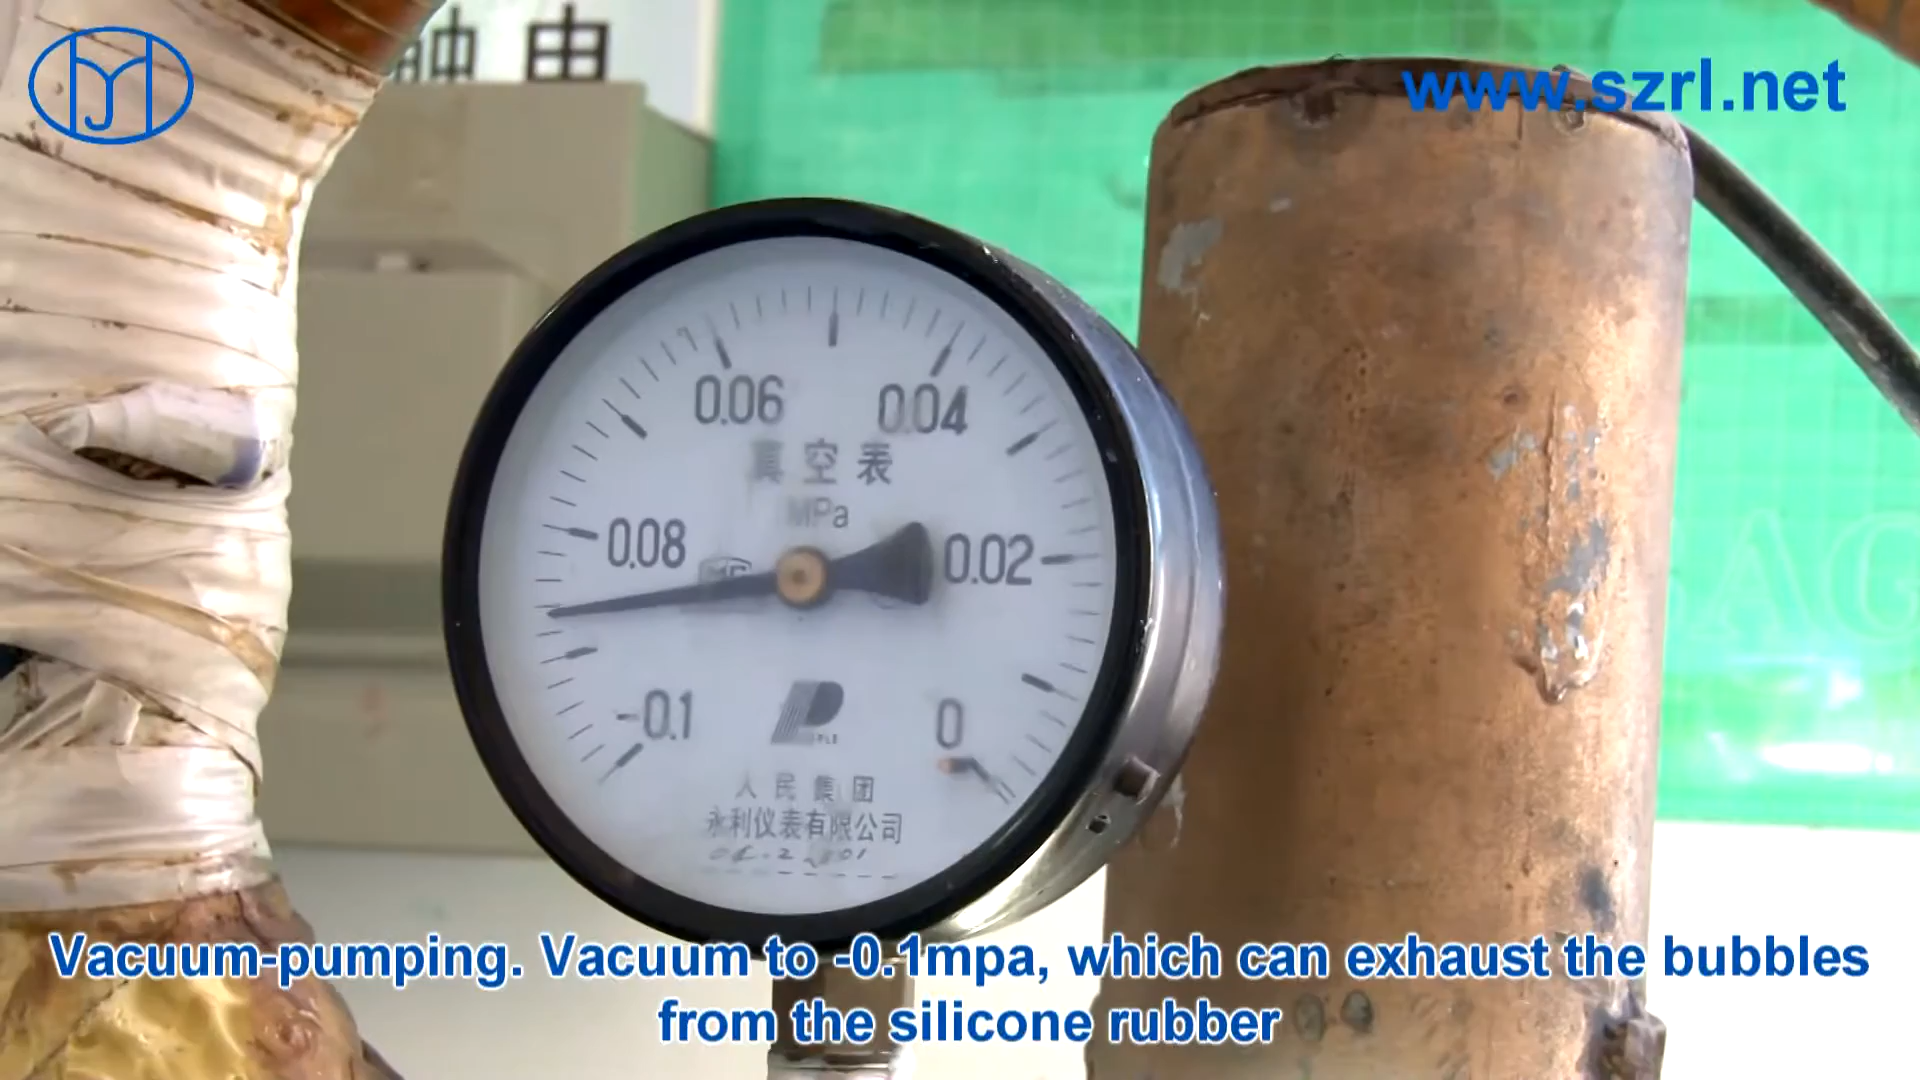 www.szrl.net
0.06
0.04
真空表
MPa
0.08
0.02
-0.1
0
人民集团
永利仪表有限公司
Vacuum-pumping. Vacuum to -0.1mpa, which can exhaust the bubbles
from the silicone rubber